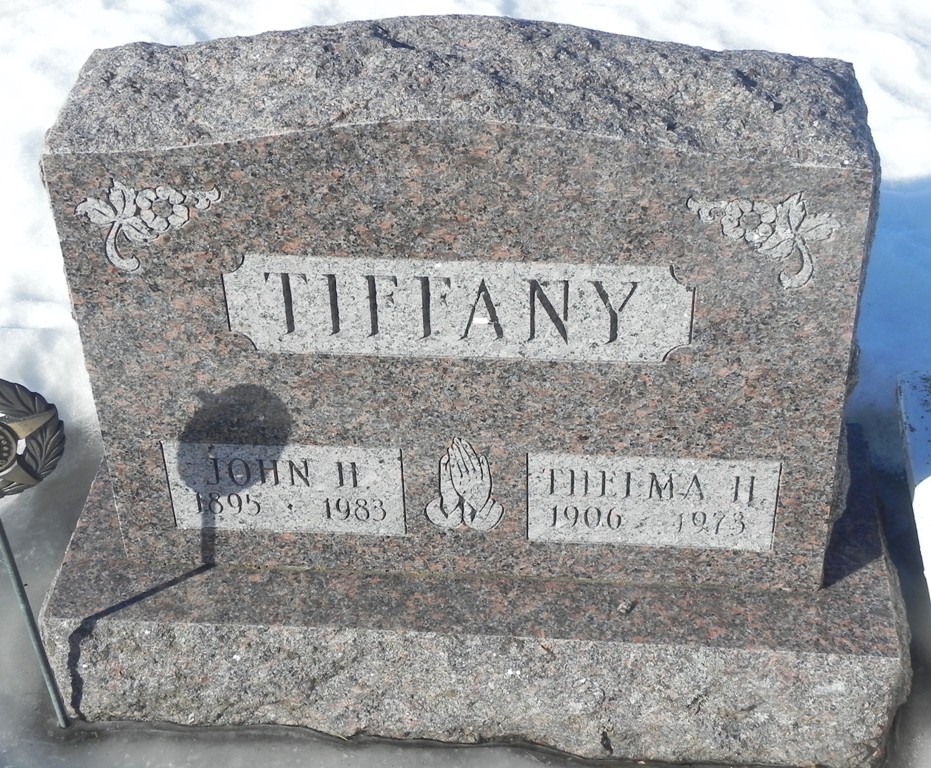 TIFFANY
JOHN H.
1895 · 1983
THELMA H.
1906 - 1973